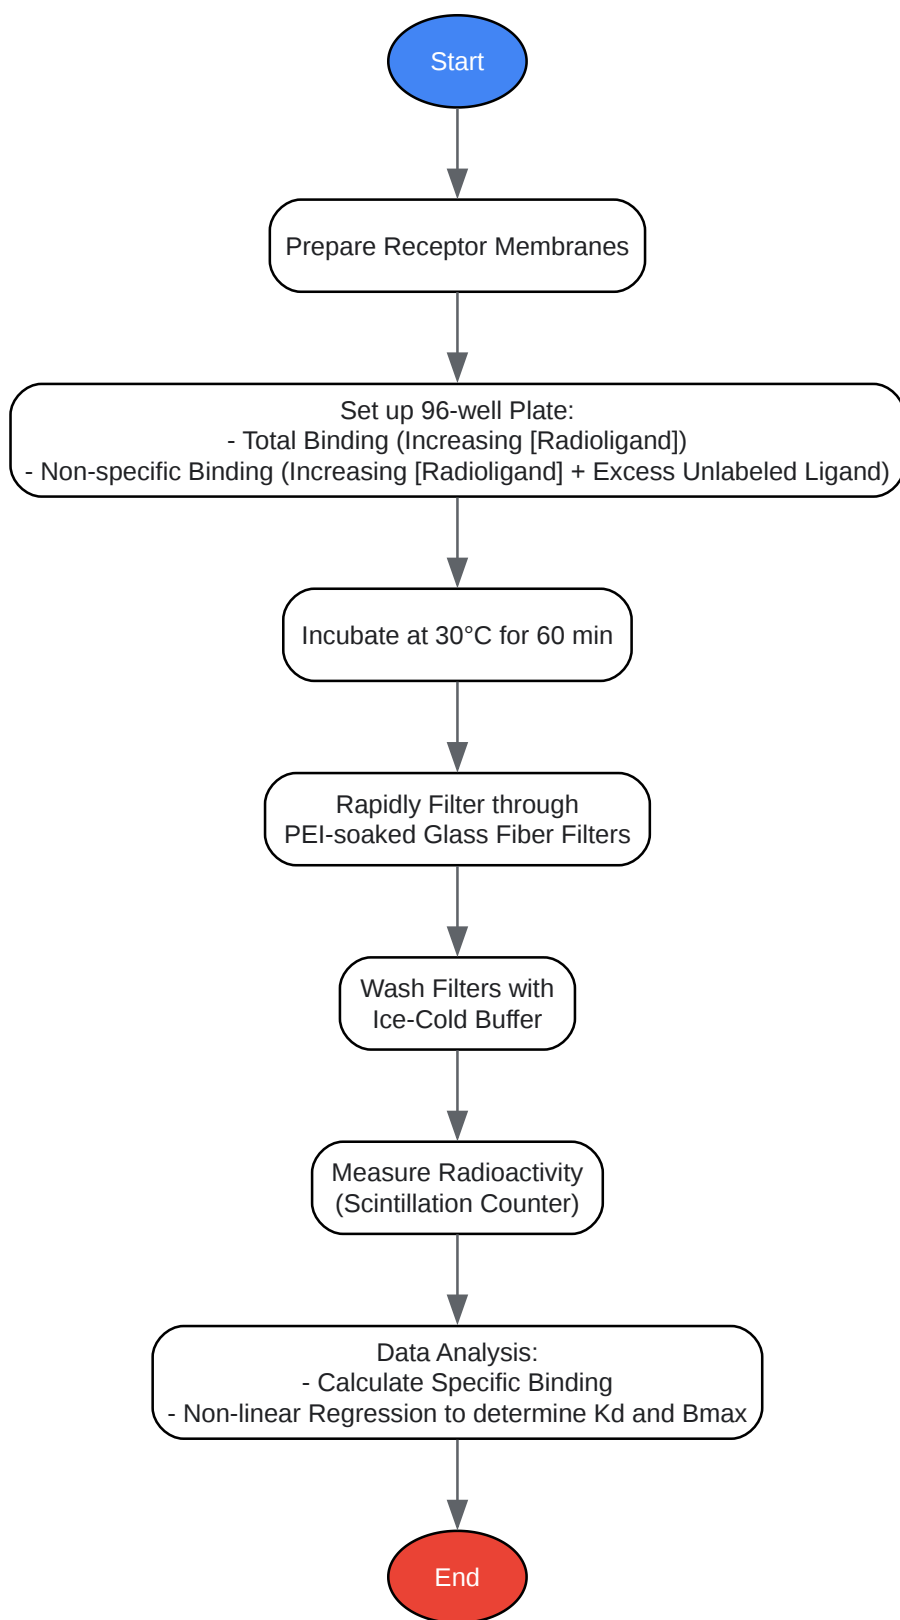 Start
Prepare Receptor Membranes
Set up 96-well Plate:
- Total Binding (Increasing [Radioligand])
- Non-specific Binding (Increasing [Radioligand] + Excess Unlabeled Ligand)
Incubate at 30°C for 60 min
Rapidly Filter through
PEI-soaked Glass Fiber Filters
Wash Filters with
Ice-Cold Buffer
Measure Radioactivity
(Scintillation Counter)
Data Analysis:
- Calculate Specific Binding
- Non-linear Regression to determine Kd and Bmax
End